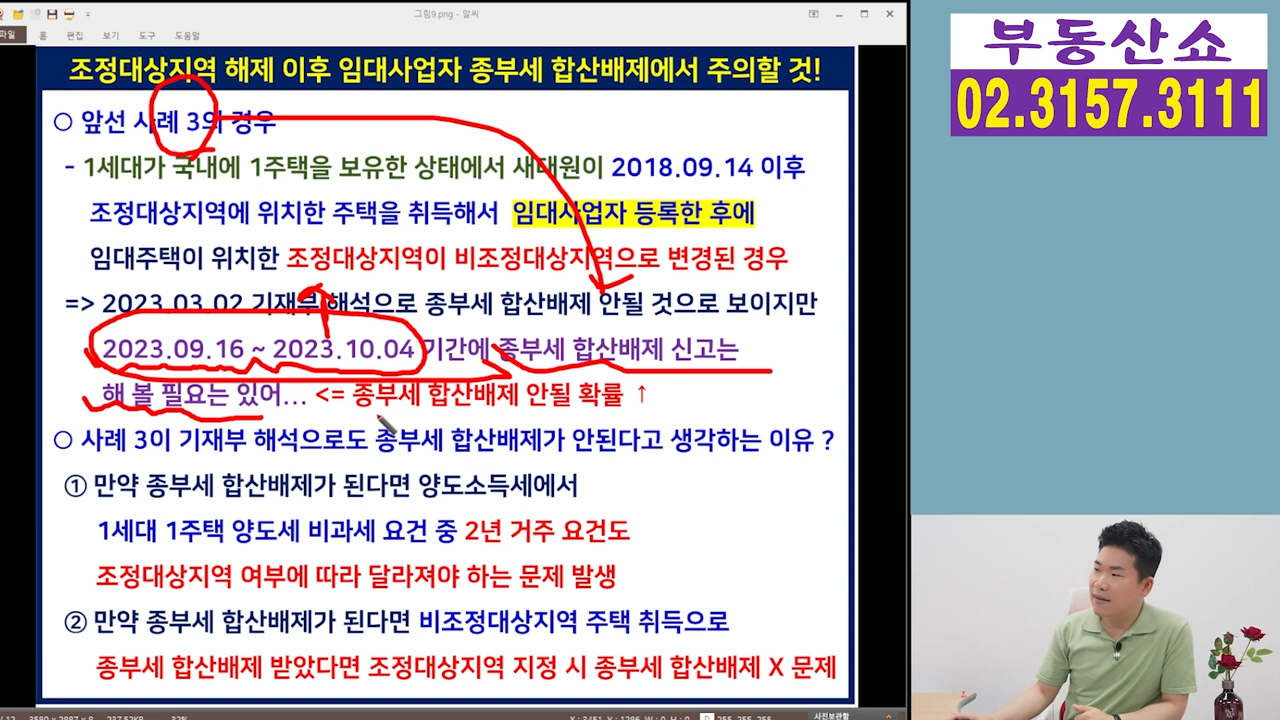 그림9.png - 알씨
파일 홈 편집 보기 도구 도움말
부동산쇼
02.3157.3111
조정대상지역 해제 이후 임대사업자 종부세 합산배제에서 주의할 것!
○ 앞선 사례 3의 경우
- 1세대가 국내에 1주택을 보유한 상태에서 새대원이 2018.09.14 이후
조정대상지역에 위치한 주택을 취득해서 임대사업자 등록한 후에
임대주택이 위치한 조정대상지역이 비조정대상지역으로 변경된 경우
=> 2023.03.02 기재부 해석으로 종부세 합산배제 안될 것으로 보이지만
2023.09.16 ~ 2023.10.04 기간에 종부세 합산배제 신고는
해 볼 필요는 있어... <= 종부세 합산배제 안될 확률 ↑
○ 사례 3이 기재부 해석으로도 종부세 합산배제가 안된다고 생각하는 이유 ?
① 만약 종부세 합산배제가 된다면 양도소득세에서
1세대 1주택 양도세 비과세 요건 중 2년 거주 요건도
조정대상지역 여부에 따라 달라져야 하는 문제 발생
② 만약 종부세 합산배제가 된다면 비조정대상지역 주택 취득으로
종부세 합산배제 받았다면 조정대상지역 지정 시 종부세 합산배제 X 문제